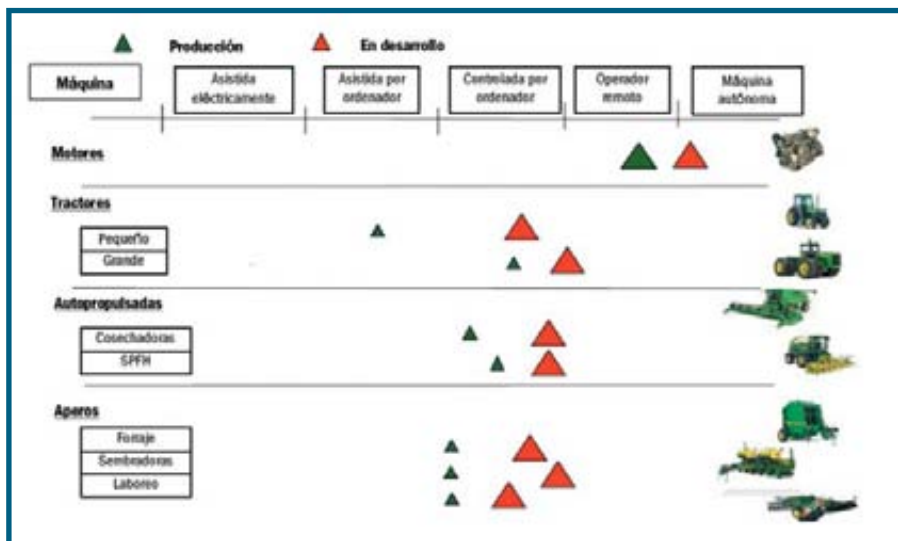 Producción En desarrollo
Máquina
Asistida
eléctricamente
Asistida por
ordenador
Controlada por
ordenador
Operador
remoto
Máquina
autónoma
Motores
Tractores
Pequeño
Grande
Autopropulsadas
Cosechadoras
SPFH
Aperos
Forraje
Sembradoras
Laboreo